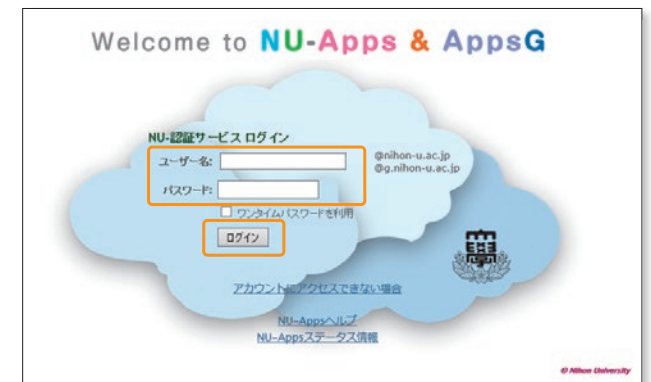 Welcome to NU-Apps & AppsG
NU-認証サービス ログイン
ユーザー名:
@nihon-u.ac.jp
@g.nihon-u.ac.jp
パスワード:
ワンタイムパスワードを利用
ログイン
アカウントにアクセスできない場合
NU-Appsヘルプ
NU-Appsステータス情報
© Nihon University